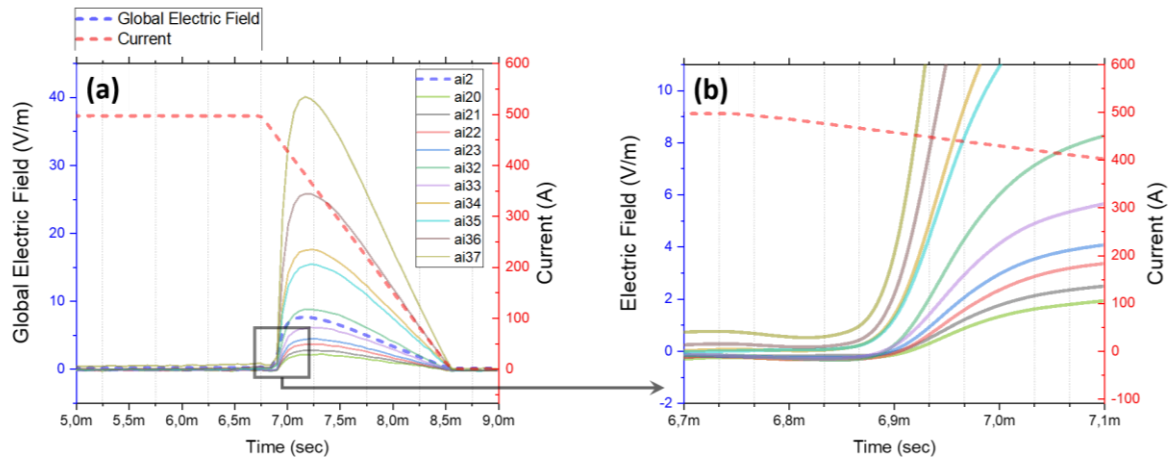 Global Electric Field
Current
(a)
Global Electric Field (V/m)
40
30
20
10
0
600
500
400
300
200
100
0
Current (A)
ai2
ai20
ai21
ai22
ai23
ai32
ai33
ai34
ai35
ai36
ai37
5,0m 5,5m 6,0m 6,5m 7,0m 7,5m 8,0m 8,5m 9,0m
Time (sec)
(b)
Electric Field (V/m)
10
8
6
4
2
0
-2
600
500
400
300
200
100
0
-100
Current (A)
6,7m 6,8m 6,9m 7,0m 7,1m
Time (sec)